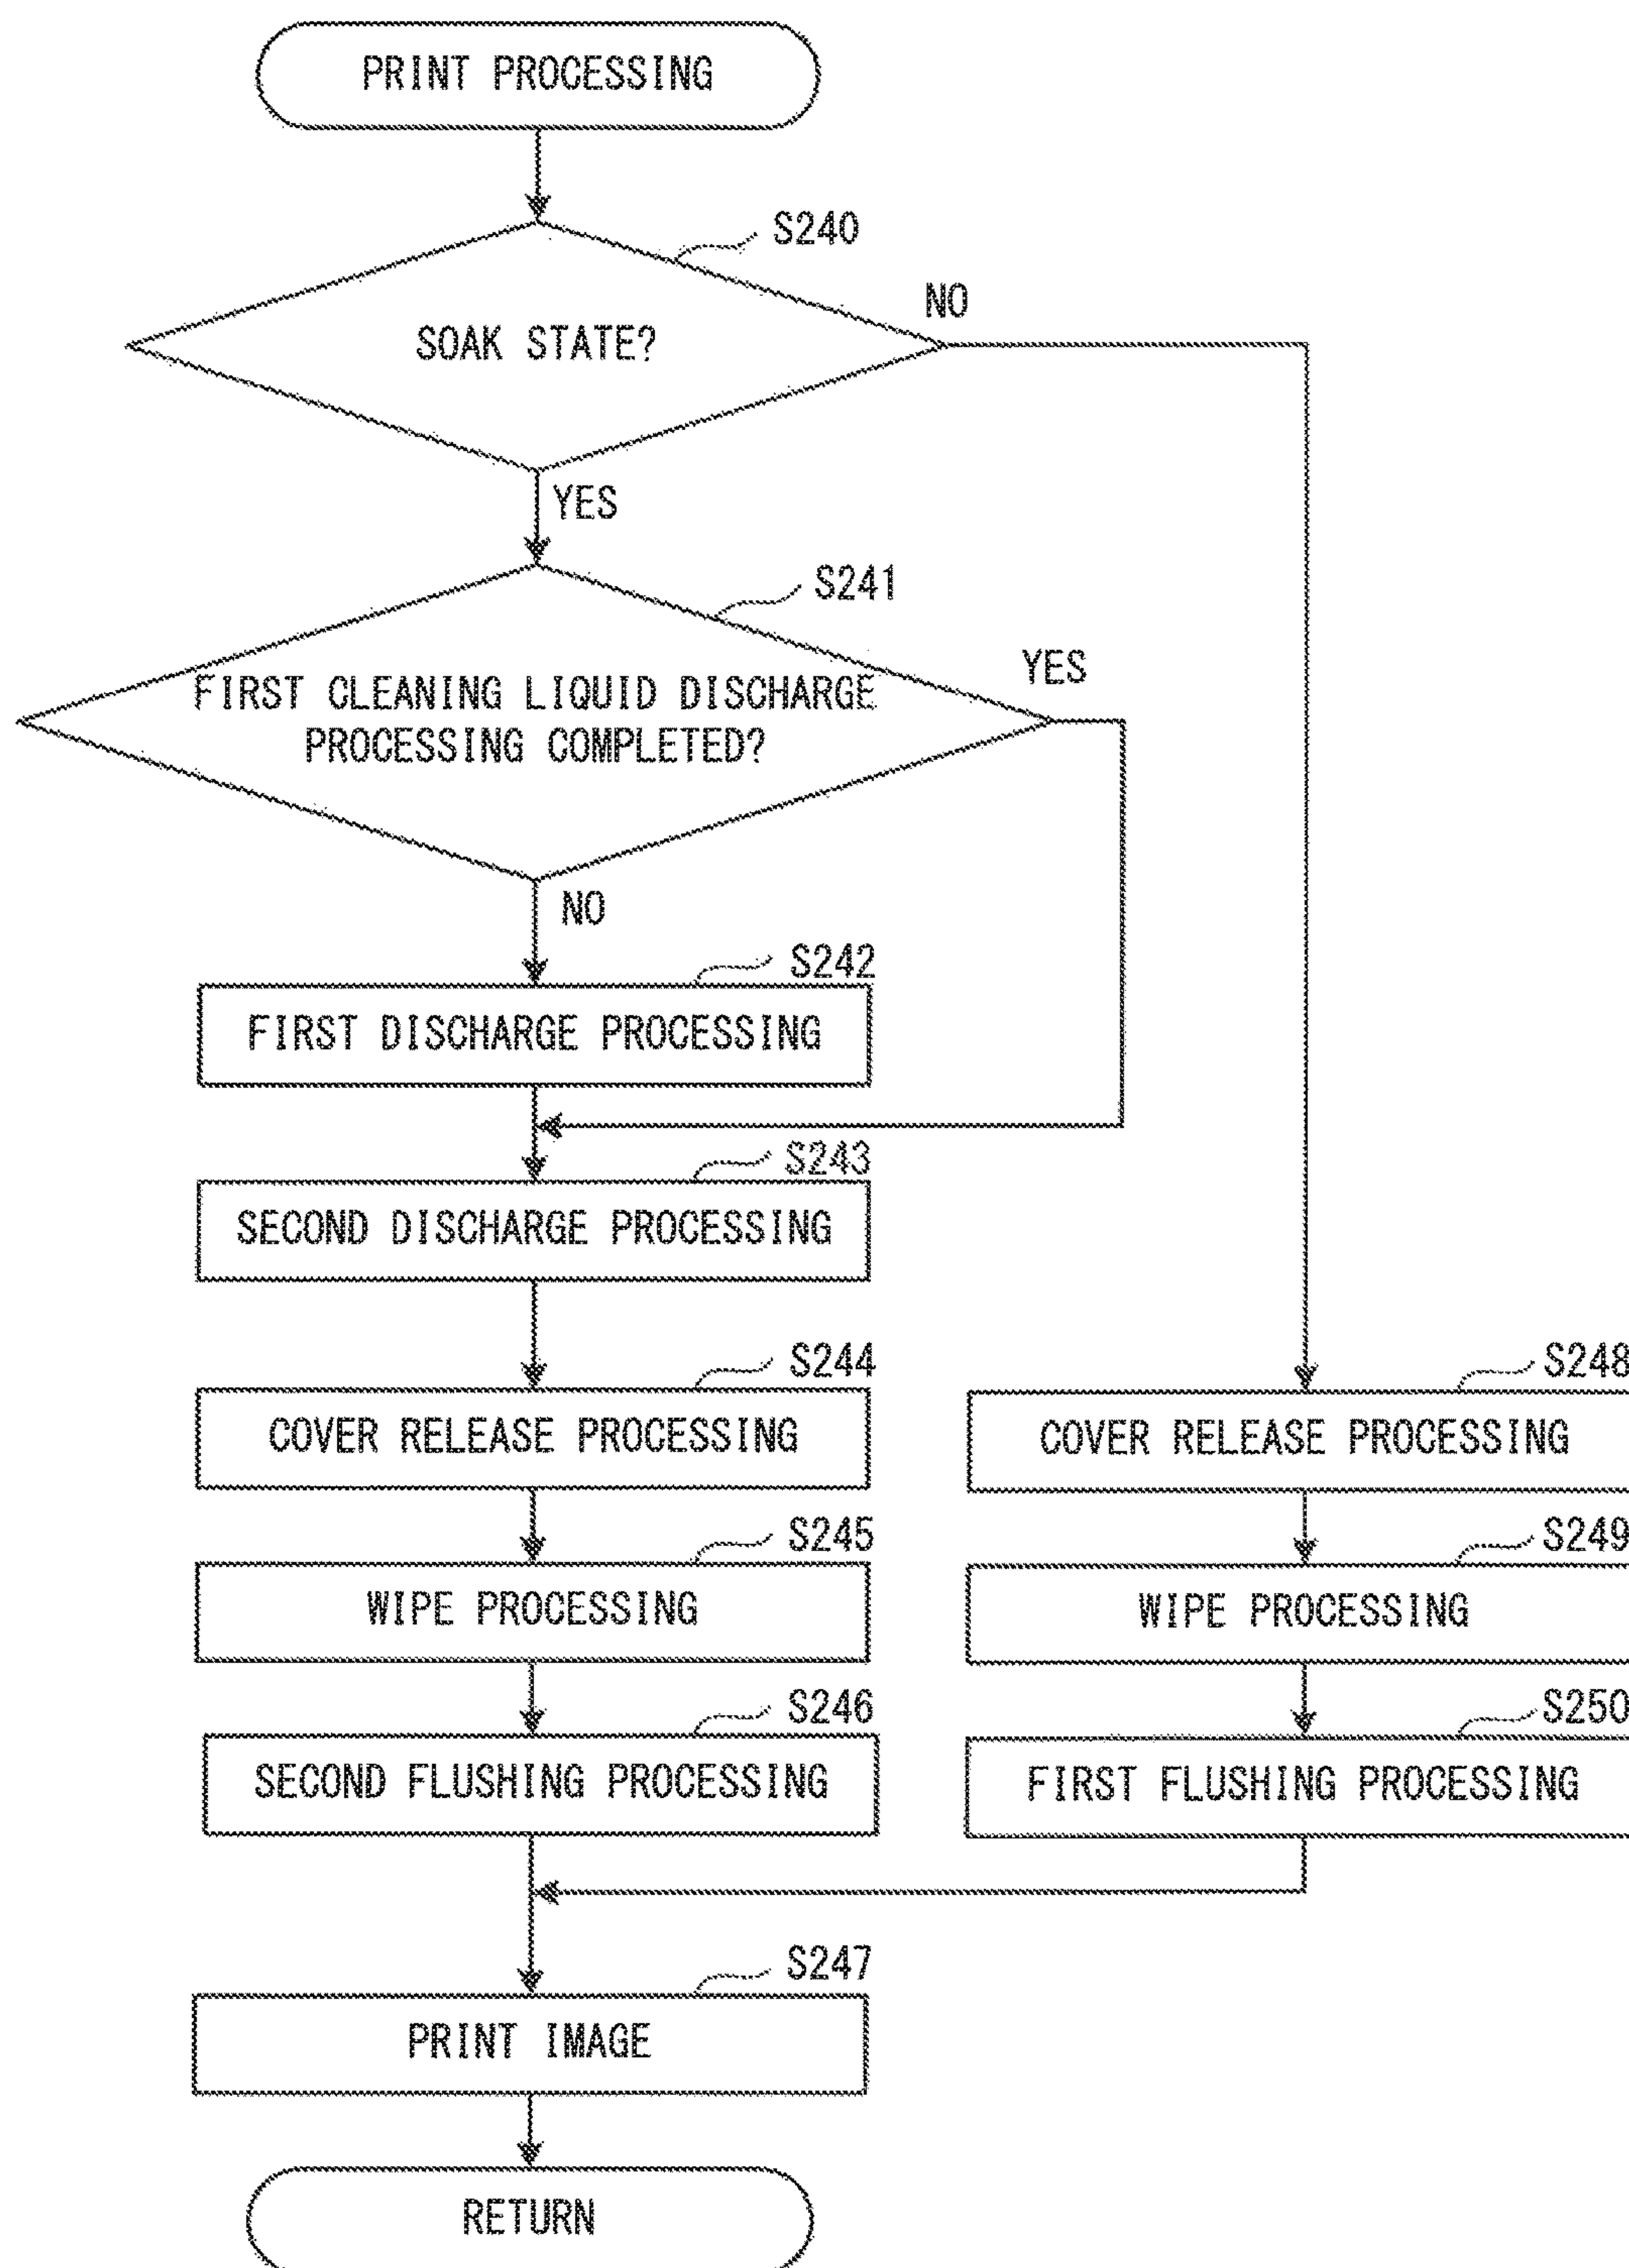 PRINT PROCESSING
S240
SOAK STATE?
NO
YES
S241
FIRST CLEANING LIQUID DISCHARGE
PROCESSING COMPLETED?
YES
NO
S242
FIRST DISCHARGE PROCESSING
S243
SECOND DISCHARGE PROCESSING
S244
COVER RELEASE PROCESSING
S248
COVER RELEASE PROCESSING
S245
WIPE PROCESSING
S249
WIPE PROCESSING
S246
SECOND FLUSHING PROCESSING
S250
FIRST FLUSHING PROCESSING
S247
PRINT IMAGE
RETURN